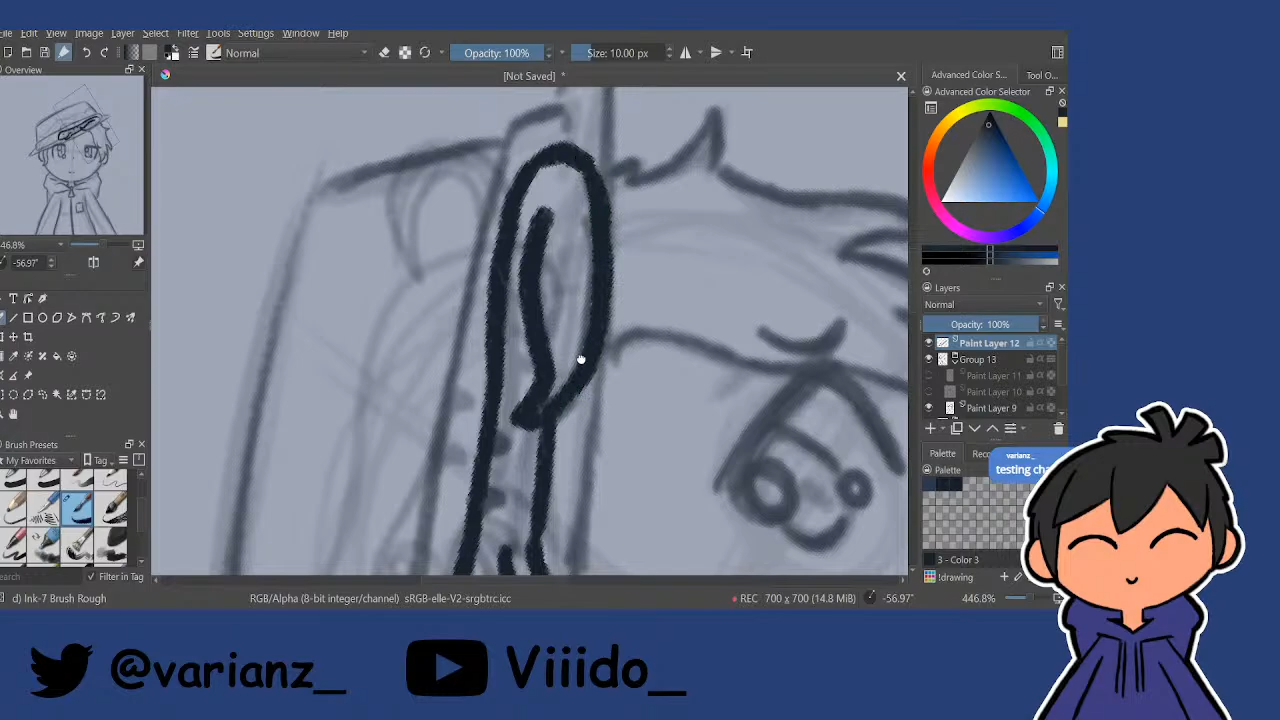 File Edit View Image Layer Select Filter Tools Settings Window Help
Normal Opacity: 100% Size: 10.00 px
Overview [Not Saved] * Advanced Color S... Tool O...
Advanced Color Selector
46.8%
-56.97°
Layers
Normal
Opacity: 100%
Paint Layer 12
Group 13
Paint Layer 11
Paint Layer 10
Paint Layer 9
Brush Presets
My Favorites Tag
Palette
Palette
varianz_
testing
3 - Color 3
!drawing
Search Filter in Tag
d) Ink-7 Brush Rough RGB/Alpha (8-bit integer/channel) sRGB-elle-V2-srgbtrc.icc REC 700 x 700 (14.8 MiB) -56.97° 446.8%
@varianz_ Viiido_